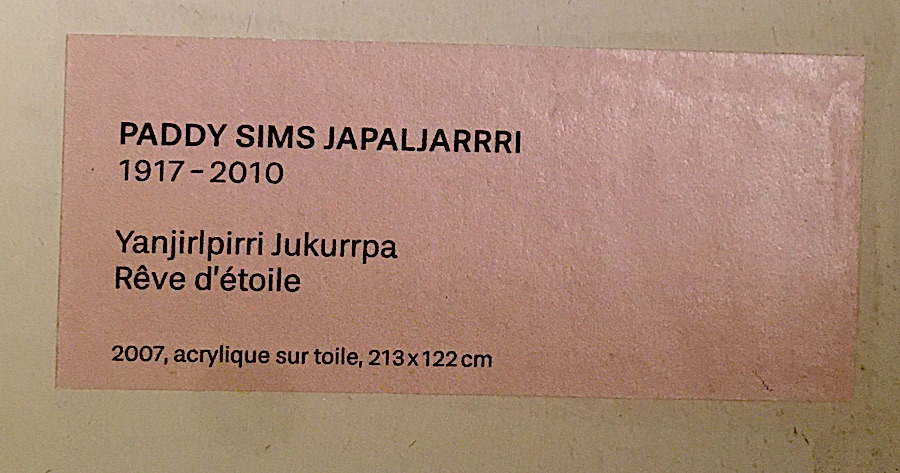 PADDY SIMS JAPALJARRRI
1917 – 2010
Yanjirlpirri Jukurrpa
Rêve d’étoile
2007, acrylique sur toile, 213 x 122 cm